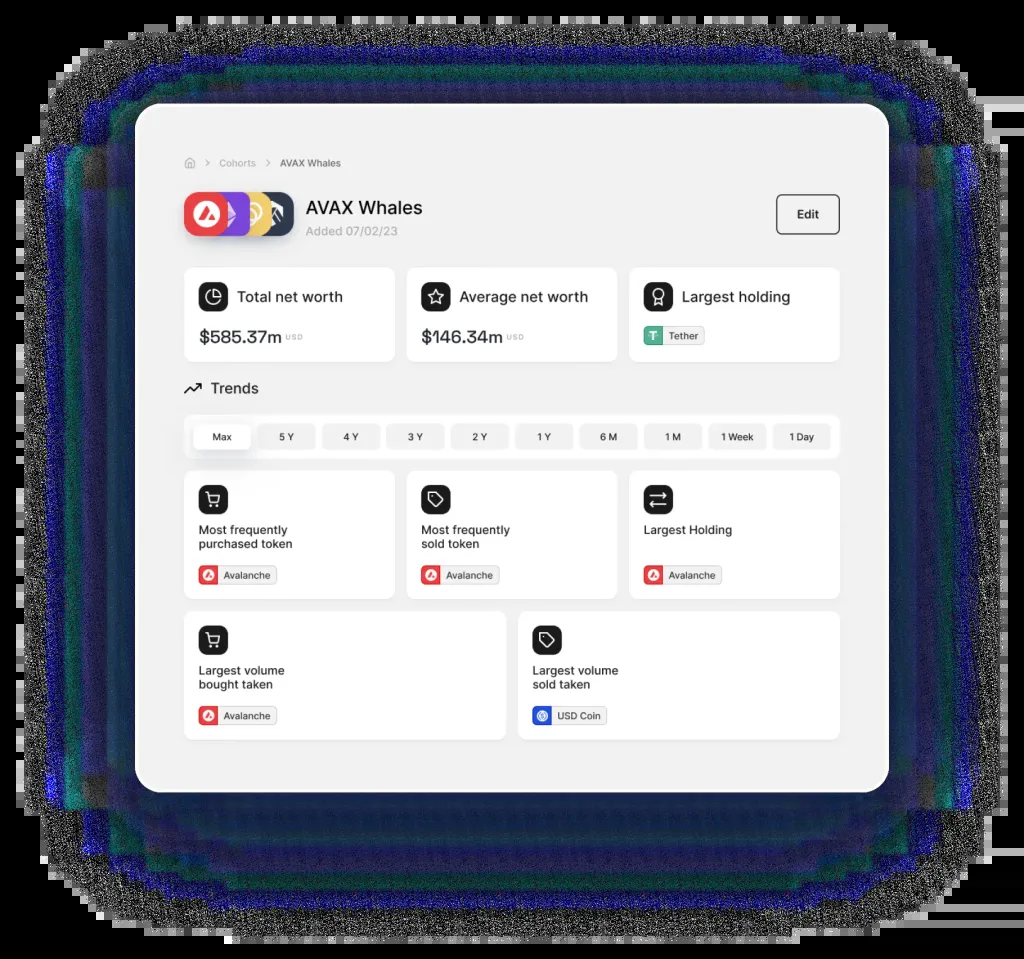 Cohorts AVAX Whales
AVAX Whales
Added 07/02/23
Edit
Total net worth
$585.37m USD
Average net worth
$146.34m USD
Largest holding
Tether
Trends
Max 5 Y 4 Y 3 Y 2 Y 1 Y 6 M 1 M 1 Week 1 Day
Most frequently
purchased token
Avalanche
Most frequently
sold token
Avalanche
Largest Holding
Avalanche
Largest volume
bought taken
Avalanche
Largest volume
sold taken
USD Coin